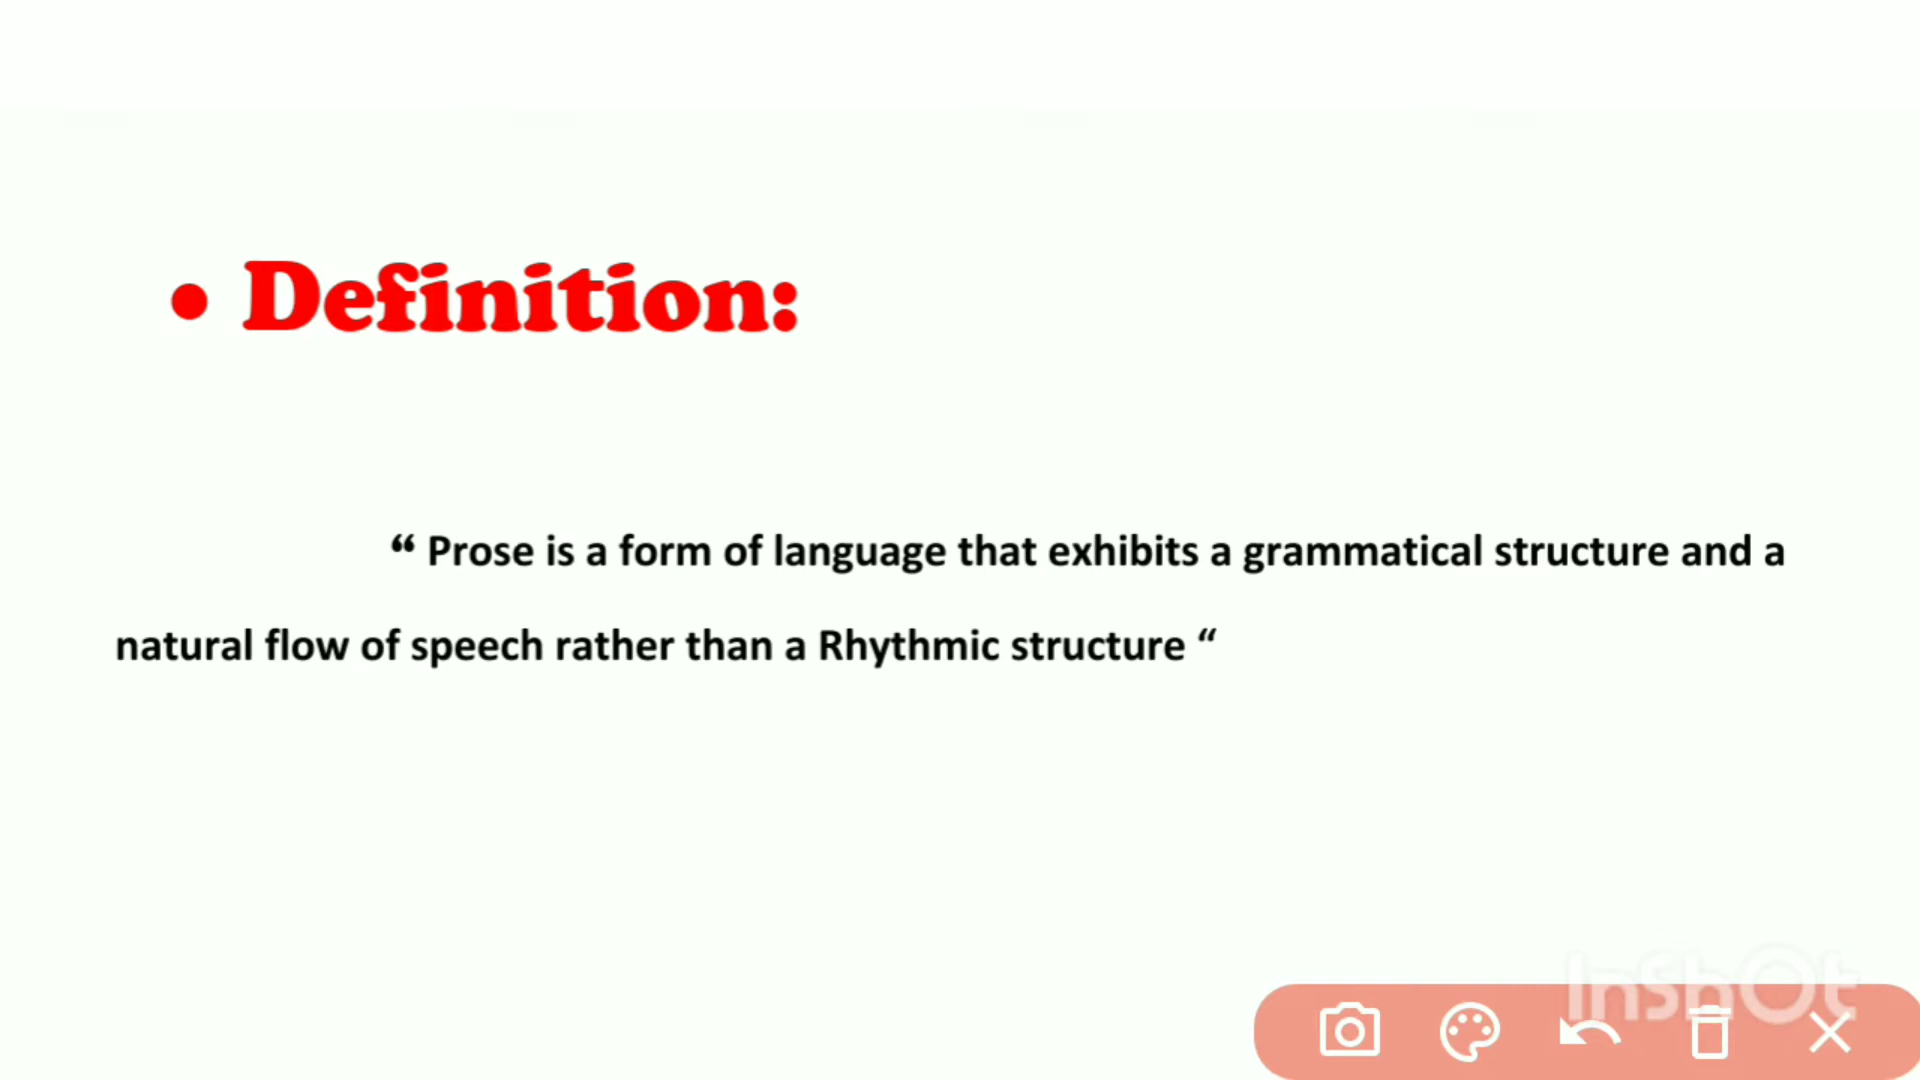 • Definition:
“ Prose is a form of language that exhibits a grammatical structure and a
natural flow of speech rather than a Rhythmic structure “
InShOt